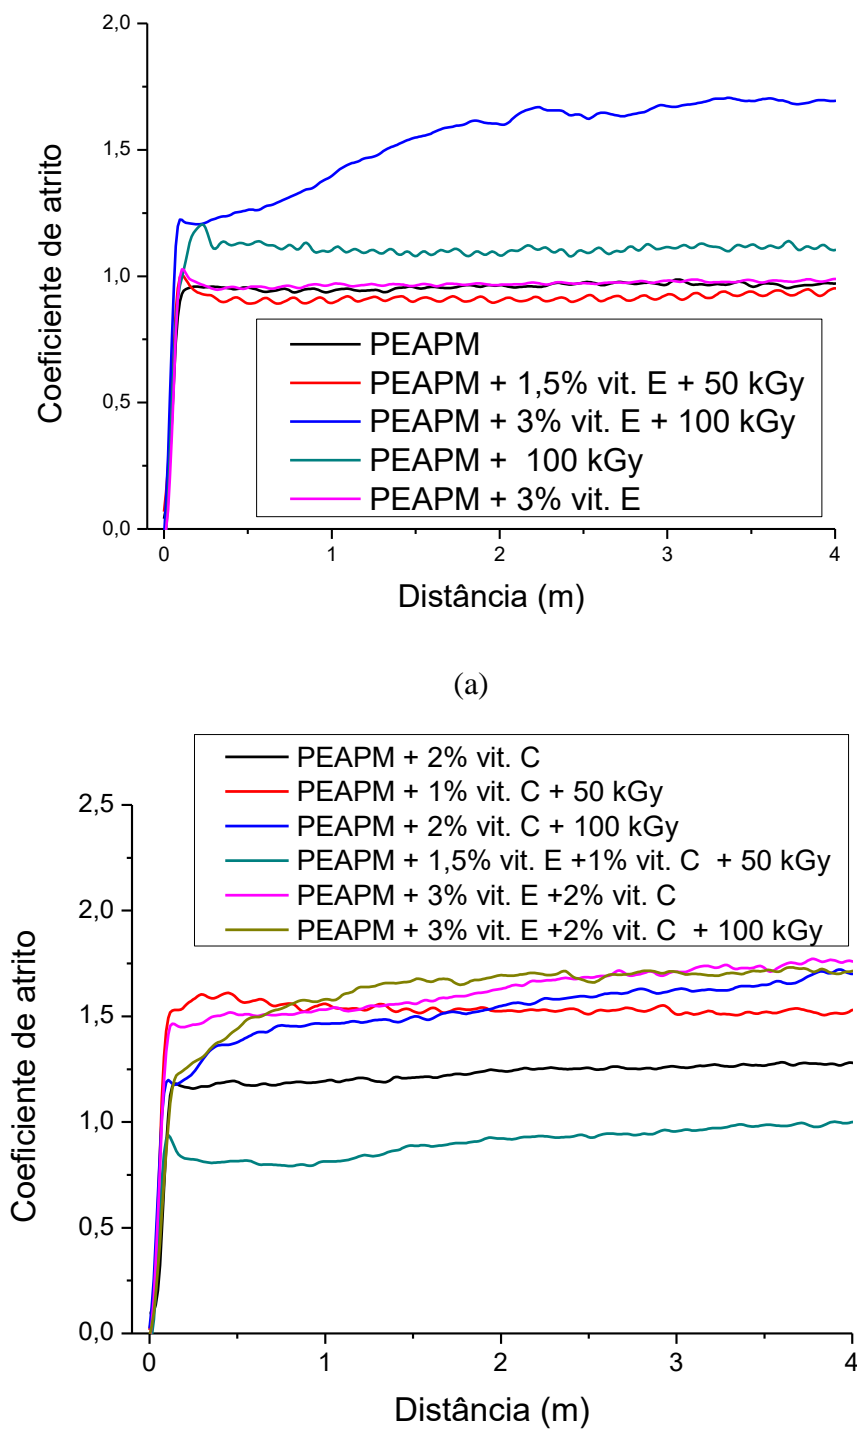 2,0
1,5
1,0
0,5
0,0
Coeficiente de atrito
PEAPM
PEAPM + 1,5% vit. E + 50 kGy
PEAPM + 3% vit. E + 100 kGy
PEAPM + 100 kGy
PEAPM + 3% vit. E
0 1 2 3 4
Distância (m)
(a)
PEAPM + 2% vit. C
PEAPM + 1% vit. C + 50 kGy
PEAPM + 2% vit. C + 100 kGy
PEAPM + 1,5% vit. E +1% vit. C + 50 kGy
PEAPM + 3% vit. E +2% vit. C
PEAPM + 3% vit. E +2% vit. C + 100 kGy
2,5
2,0
1,5
1,0
0,5
0,0
Coeficiente de atrito
0 1 2 3 4
Distância (m)